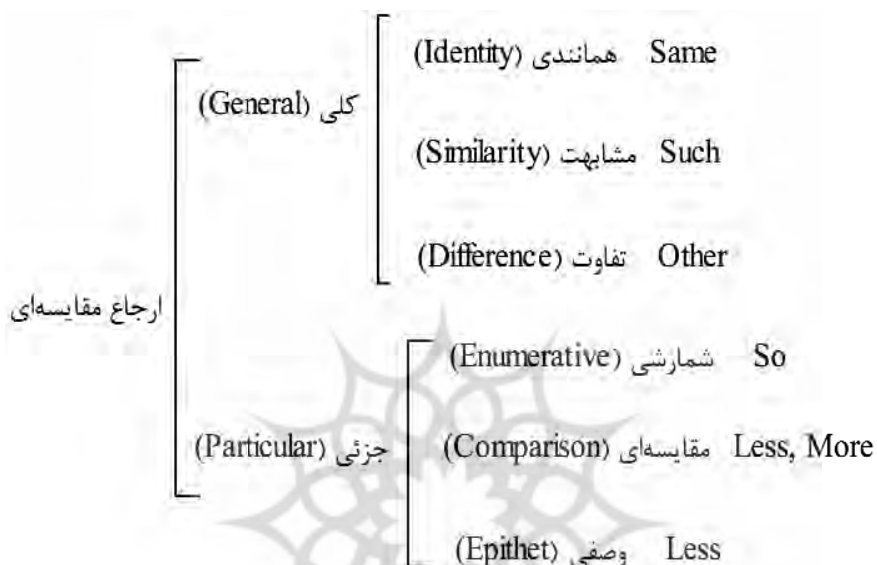 همانندی (Identity) Same
کلی (General)
مشابهت (Similarity) Such
تفاوت (Difference) Other
ارجاع مقایسه‌ای
شمارشی (Enumerative) So
جزئی (Particular)
مقایسه‌ای (Comparison) Less, More
وصفی (Epithet) Less